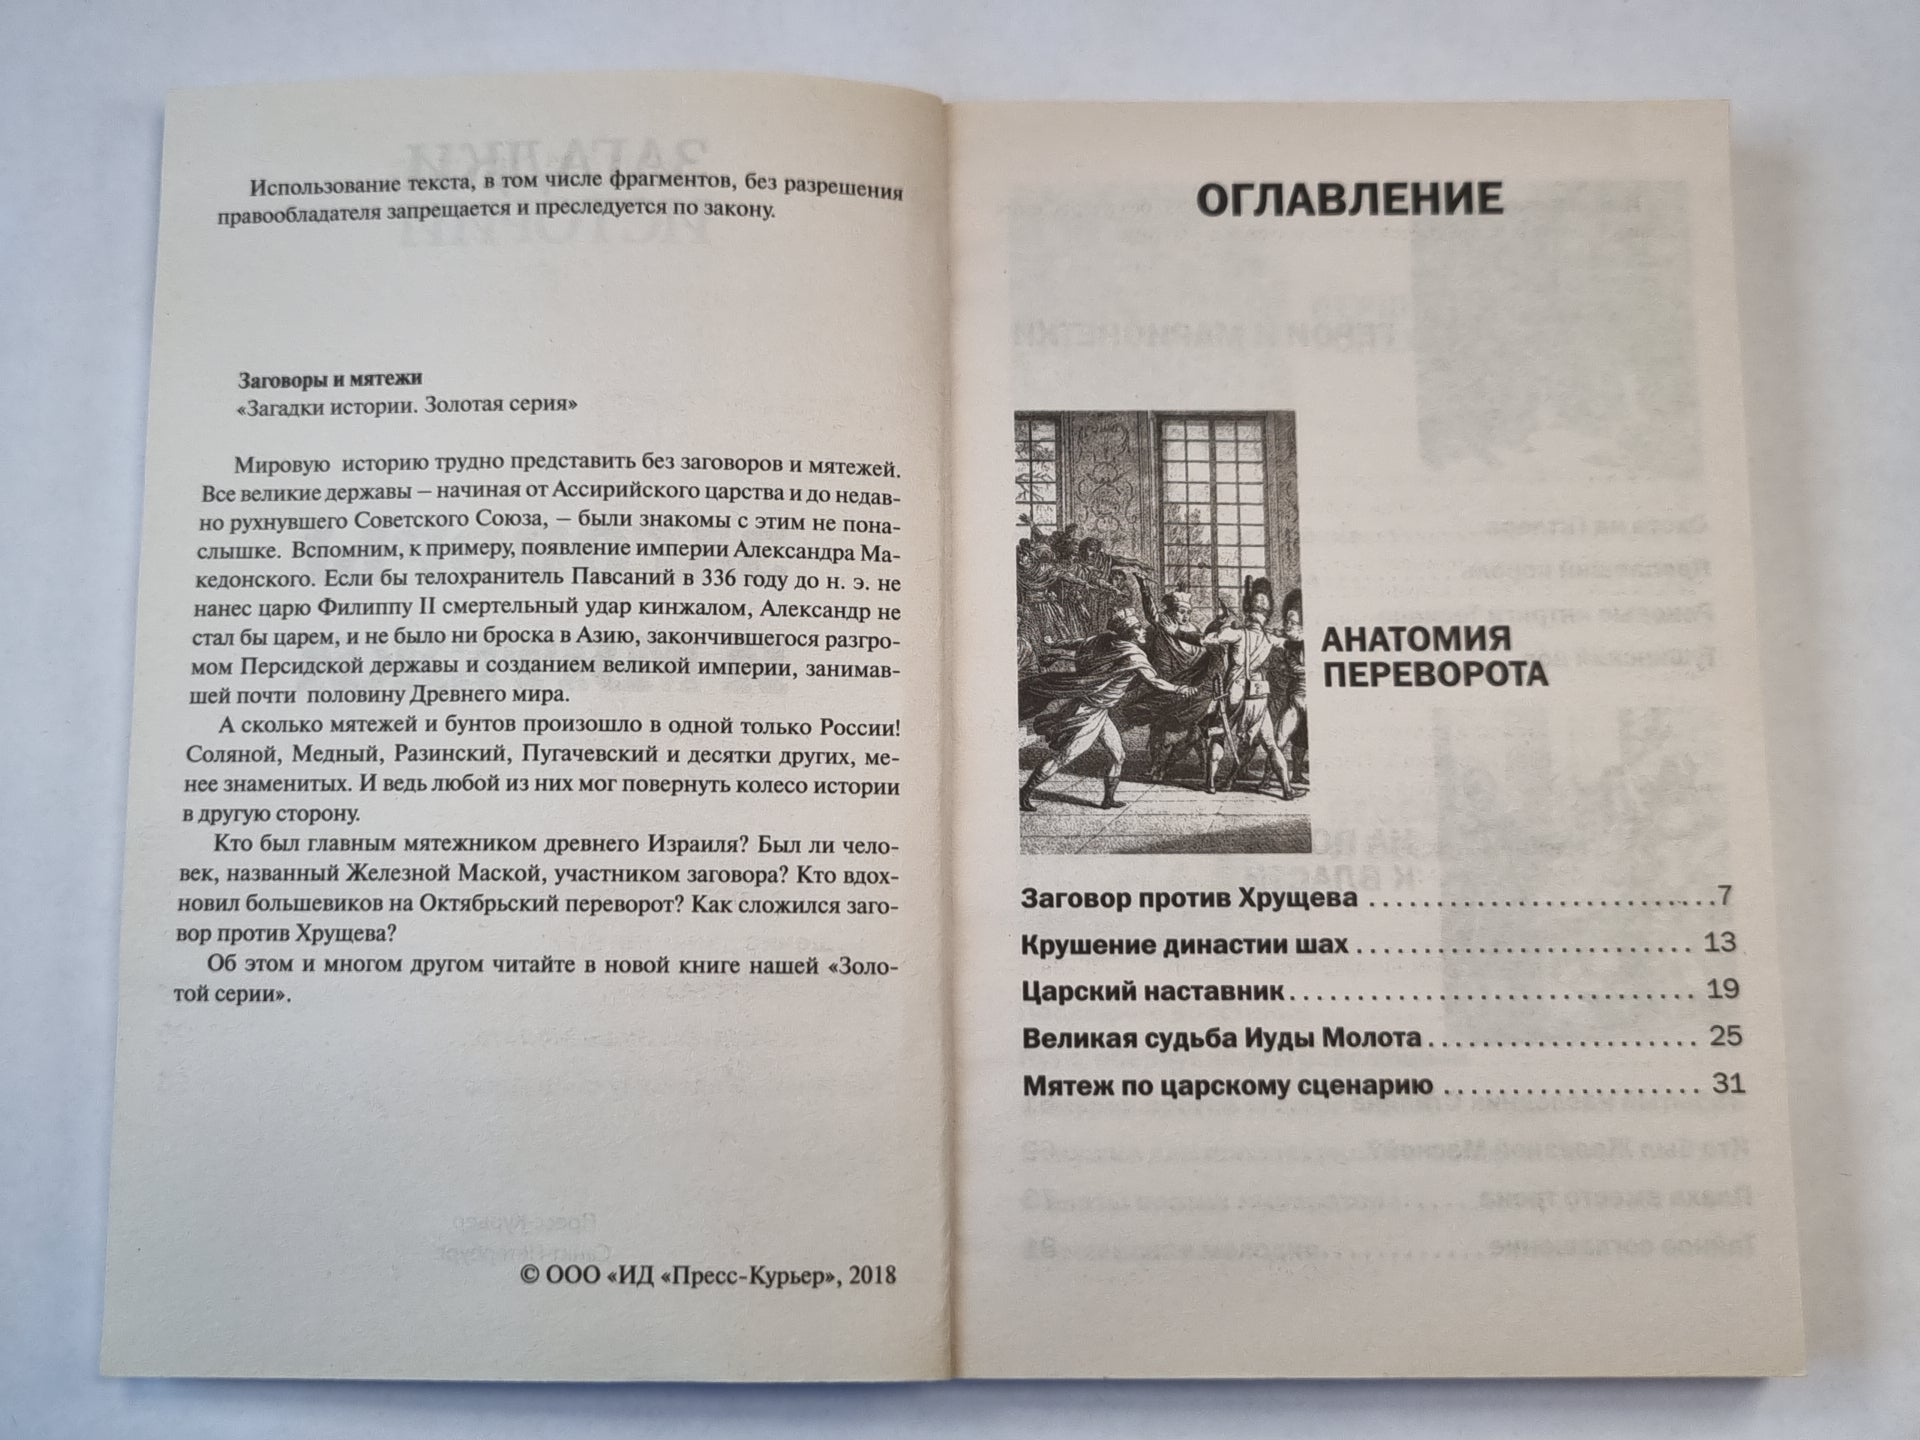 Использование текста, в том числе фрагментов, без разрешения
правообладателя запрещается и преследуется по закону.
Заговоры и мятежи
«Загадки истории. Золотая серия»
Мировую историю трудно представить без заговоров и мятежей.
Все великие державы – начиная от Ассирийского царства и до недав-
но рухнувшего Советского Союза, – были знакомы с этим не пона-
слышке. Вспомним, к примеру, появление империи Александра Ма-
кедонского. Если бы телохранитель Павсаний в 336 году до н. э. не
нанес царю Филиппу II смертельный удар кинжалом, Александр не
стал бы царем, и не было ни броска в Азию, закончившегося разгро-
мом Персидской державы и созданием великой империи, занимав-
шей почти половину Древнего мира.
А сколько мятежей и бунтов произошло в одной только России!
Соляной, Медный, Разинский, Пугачевский и десятки других, ме-
нее знаменитых. И ведь любой из них мог повернуть колесо истории
в другую сторону.
Кто был главным мятежником древнего Израиля? Был ли чело-
век, названный Железной Маской, участником заговора? Кто вдох-
новил большевиков на Октябрьский переворот? Как сложился заго-
вор против Хрущева?
Об этом и многом другом читайте в новой книге нашей «Золо-
той серии».
© ООО «ИД «Пресс-Курьер», 2018
ОГЛАВЛЕНИЕ
АНАТОМИЯ
ПЕРЕВОРОТА
Заговор против Хрущева . . . . . . . . . . . . . . . . . . . . . . . . . . 7
Крушение династии шах . . . . . . . . . . . . . . . . . . . . . . . . . 13
Царский наставник . . . . . . . . . . . . . . . . . . . . . . . . . . . . . . 19
Великая судьба Иуды Молота . . . . . . . . . . . . . . . . . . . . 25
Мятеж по царскому сценарию . . . . . . . . . . . . . . . . . . . 31